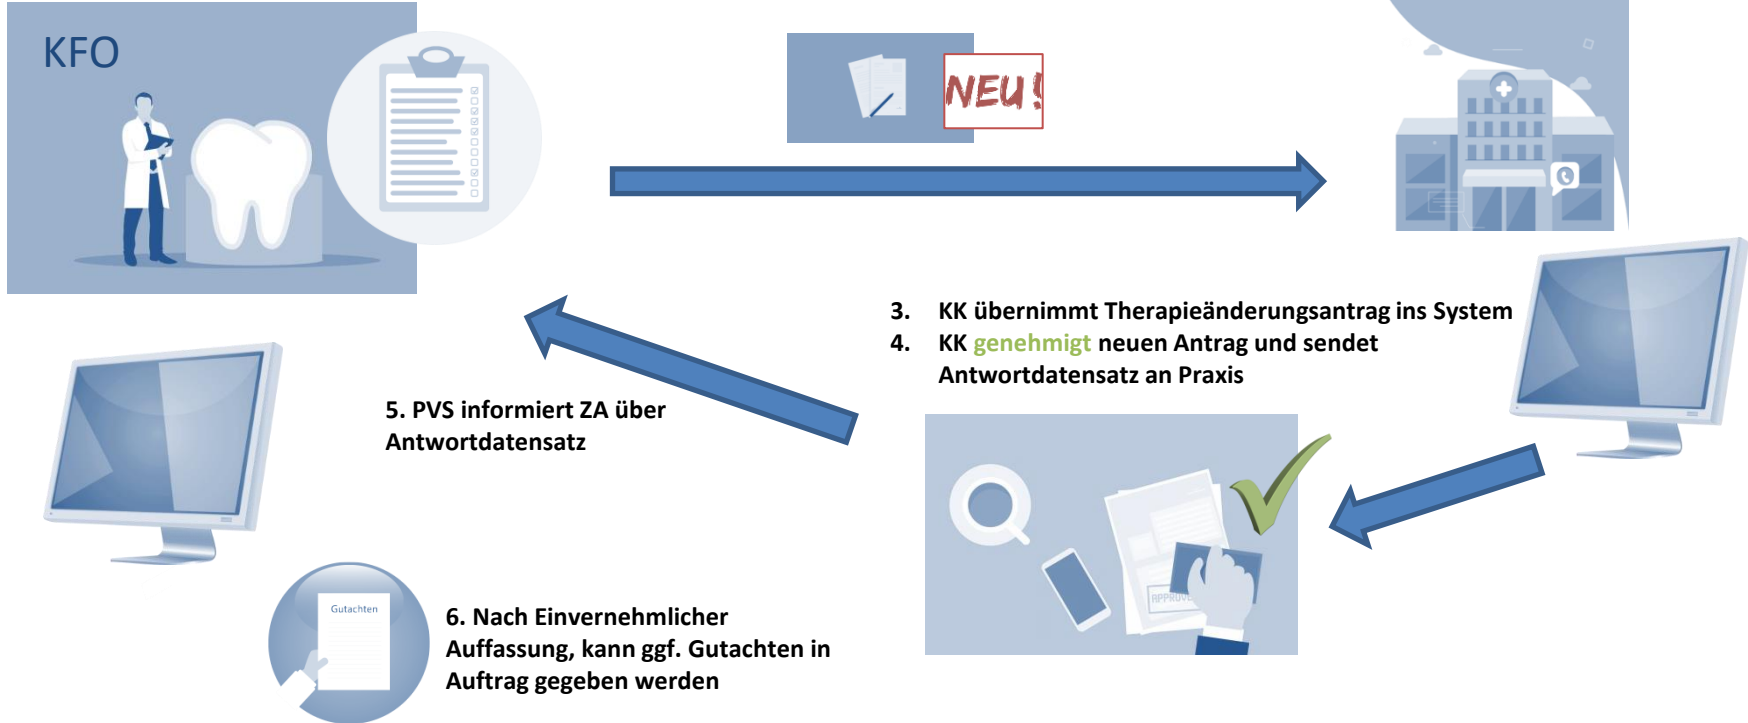 KFO
NEU!
3. KK übernimmt Therapieänderungsantrag ins System
4. KK genehmigt neuen Antrag und sendet
Antwortdatensatz an Praxis
5. PVS informiert ZA über
Antwortdatensatz
APPROVED
Gutachten
6. Nach Einvernehmlicher
Auffassung, kann ggf. Gutachten in
Auftrag gegeben werden